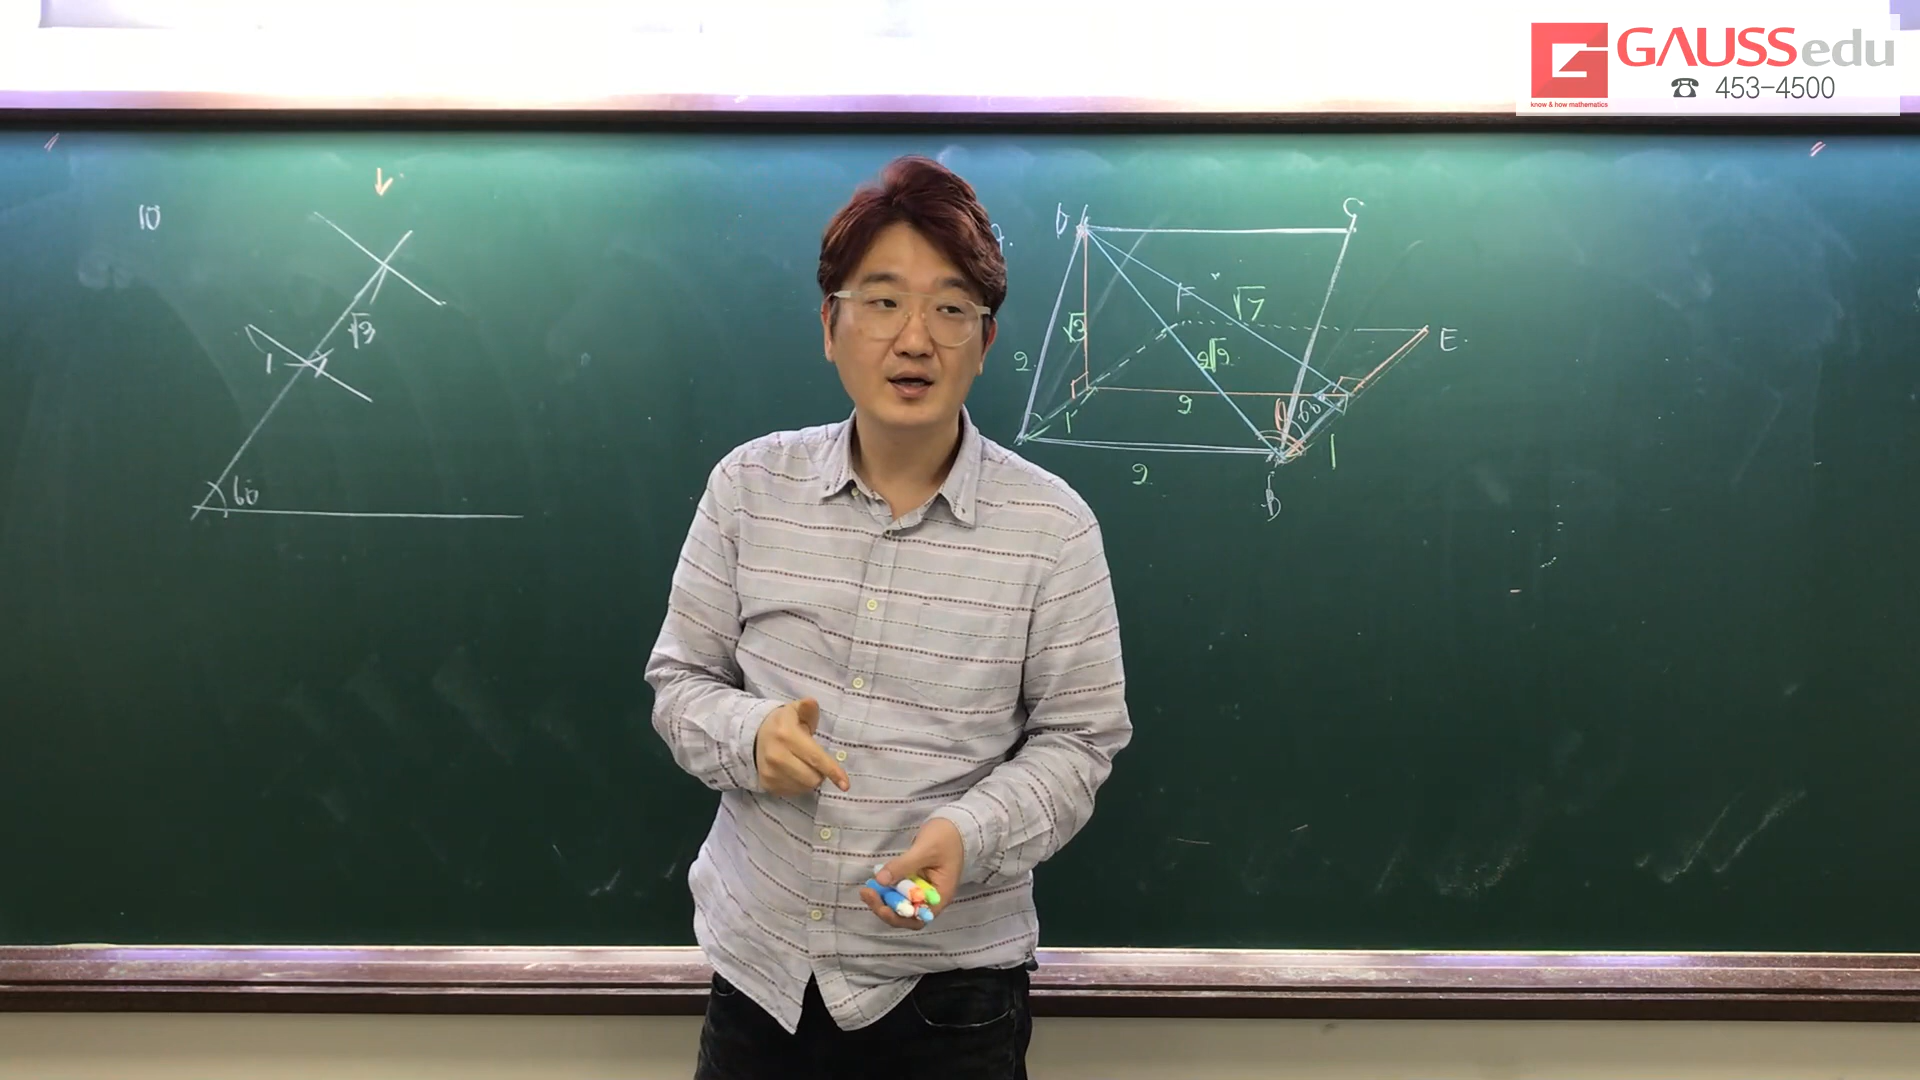 GAUSSedu
know & how mathematics
☎ 453-4500
10
√3
1
60
D
C
F
√7
E
√3
2
2√2
2
60
1
1
2
B